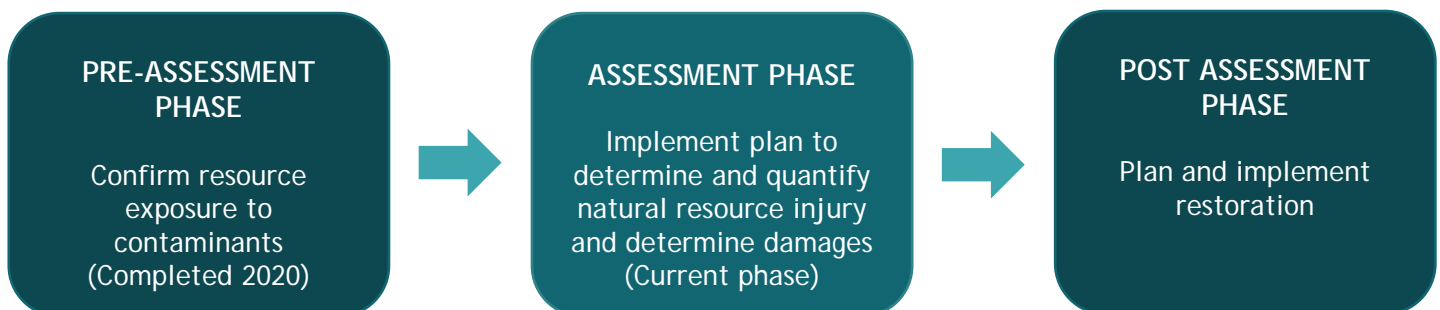 PRE-ASSESSMENT
PHASE
Confirm resource
exposure to
contaminants
(Completed 2020)
ASSESSMENT PHASE
Implement plan to
determine and quantify
natural resource injury
and determine damages
(Current phase)
POST ASSESSMENT
PHASE
Plan and implement
restoration